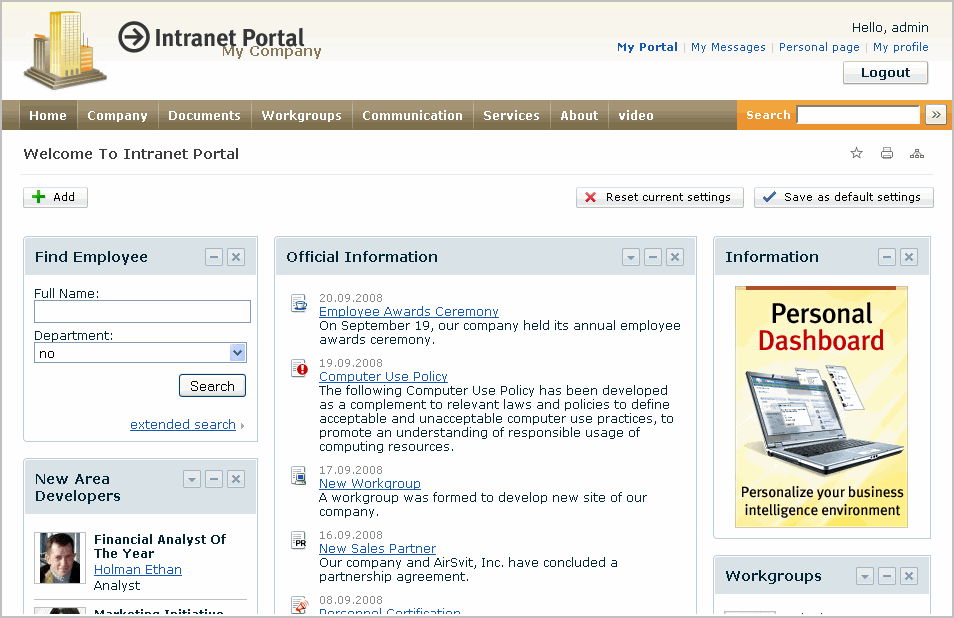 Intranet Portal
My Company
Hello, admin
My Portal | My Messages | Personal page | My profile
Logout
Home Company Documents Workgroups Communication Services About video Search »
Welcome To Intranet Portal
Add
Reset current settings
Save as default settings
Find Employee
Full Name:
Department:
no
Search
extended search
New Area
Developers
Financial Analyst Of
The Year
Holman Ethan
Analyst
Marketing Initiative
Official Information
20.09.2008
Employee Awards Ceremony
On September 19, our company held its annual employee
awards ceremony.
19.09.2008
Computer Use Policy
The following Computer Use Policy has been developed
as a complement to relevant laws and policies to define
acceptable and unacceptable computer use practices, to
promote an understanding of responsible usage of
computing resources.
17.09.2008
New Workgroup
A workgroup was formed to develop new site of our
company.
PR
16.09.2008
New Sales Partner
Our company and AirSvit, Inc. have concluded a
partnership agreement.
08.09.2008
Personnel Certification
Information
Personal
Dashboard
Personalize your business
intelligence environment
Workgroups